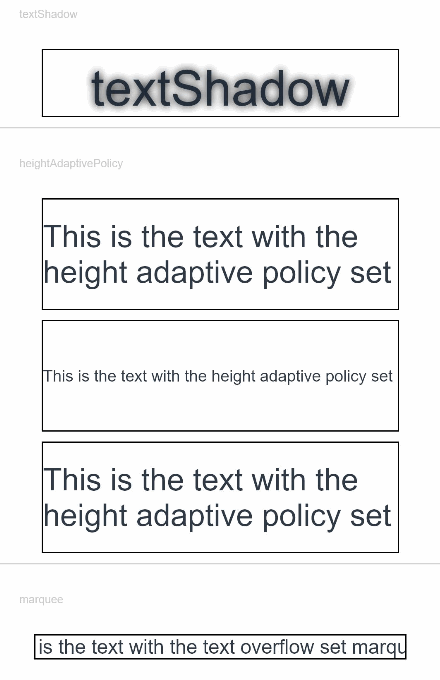 textShadow
textShadow
heightAdaptivePolicy
This is the text with the
height adaptive policy set
This is the text with the height adaptive policy set
This is the text with the
height adaptive policy set
marquee
is the text with the text overflow set marqu